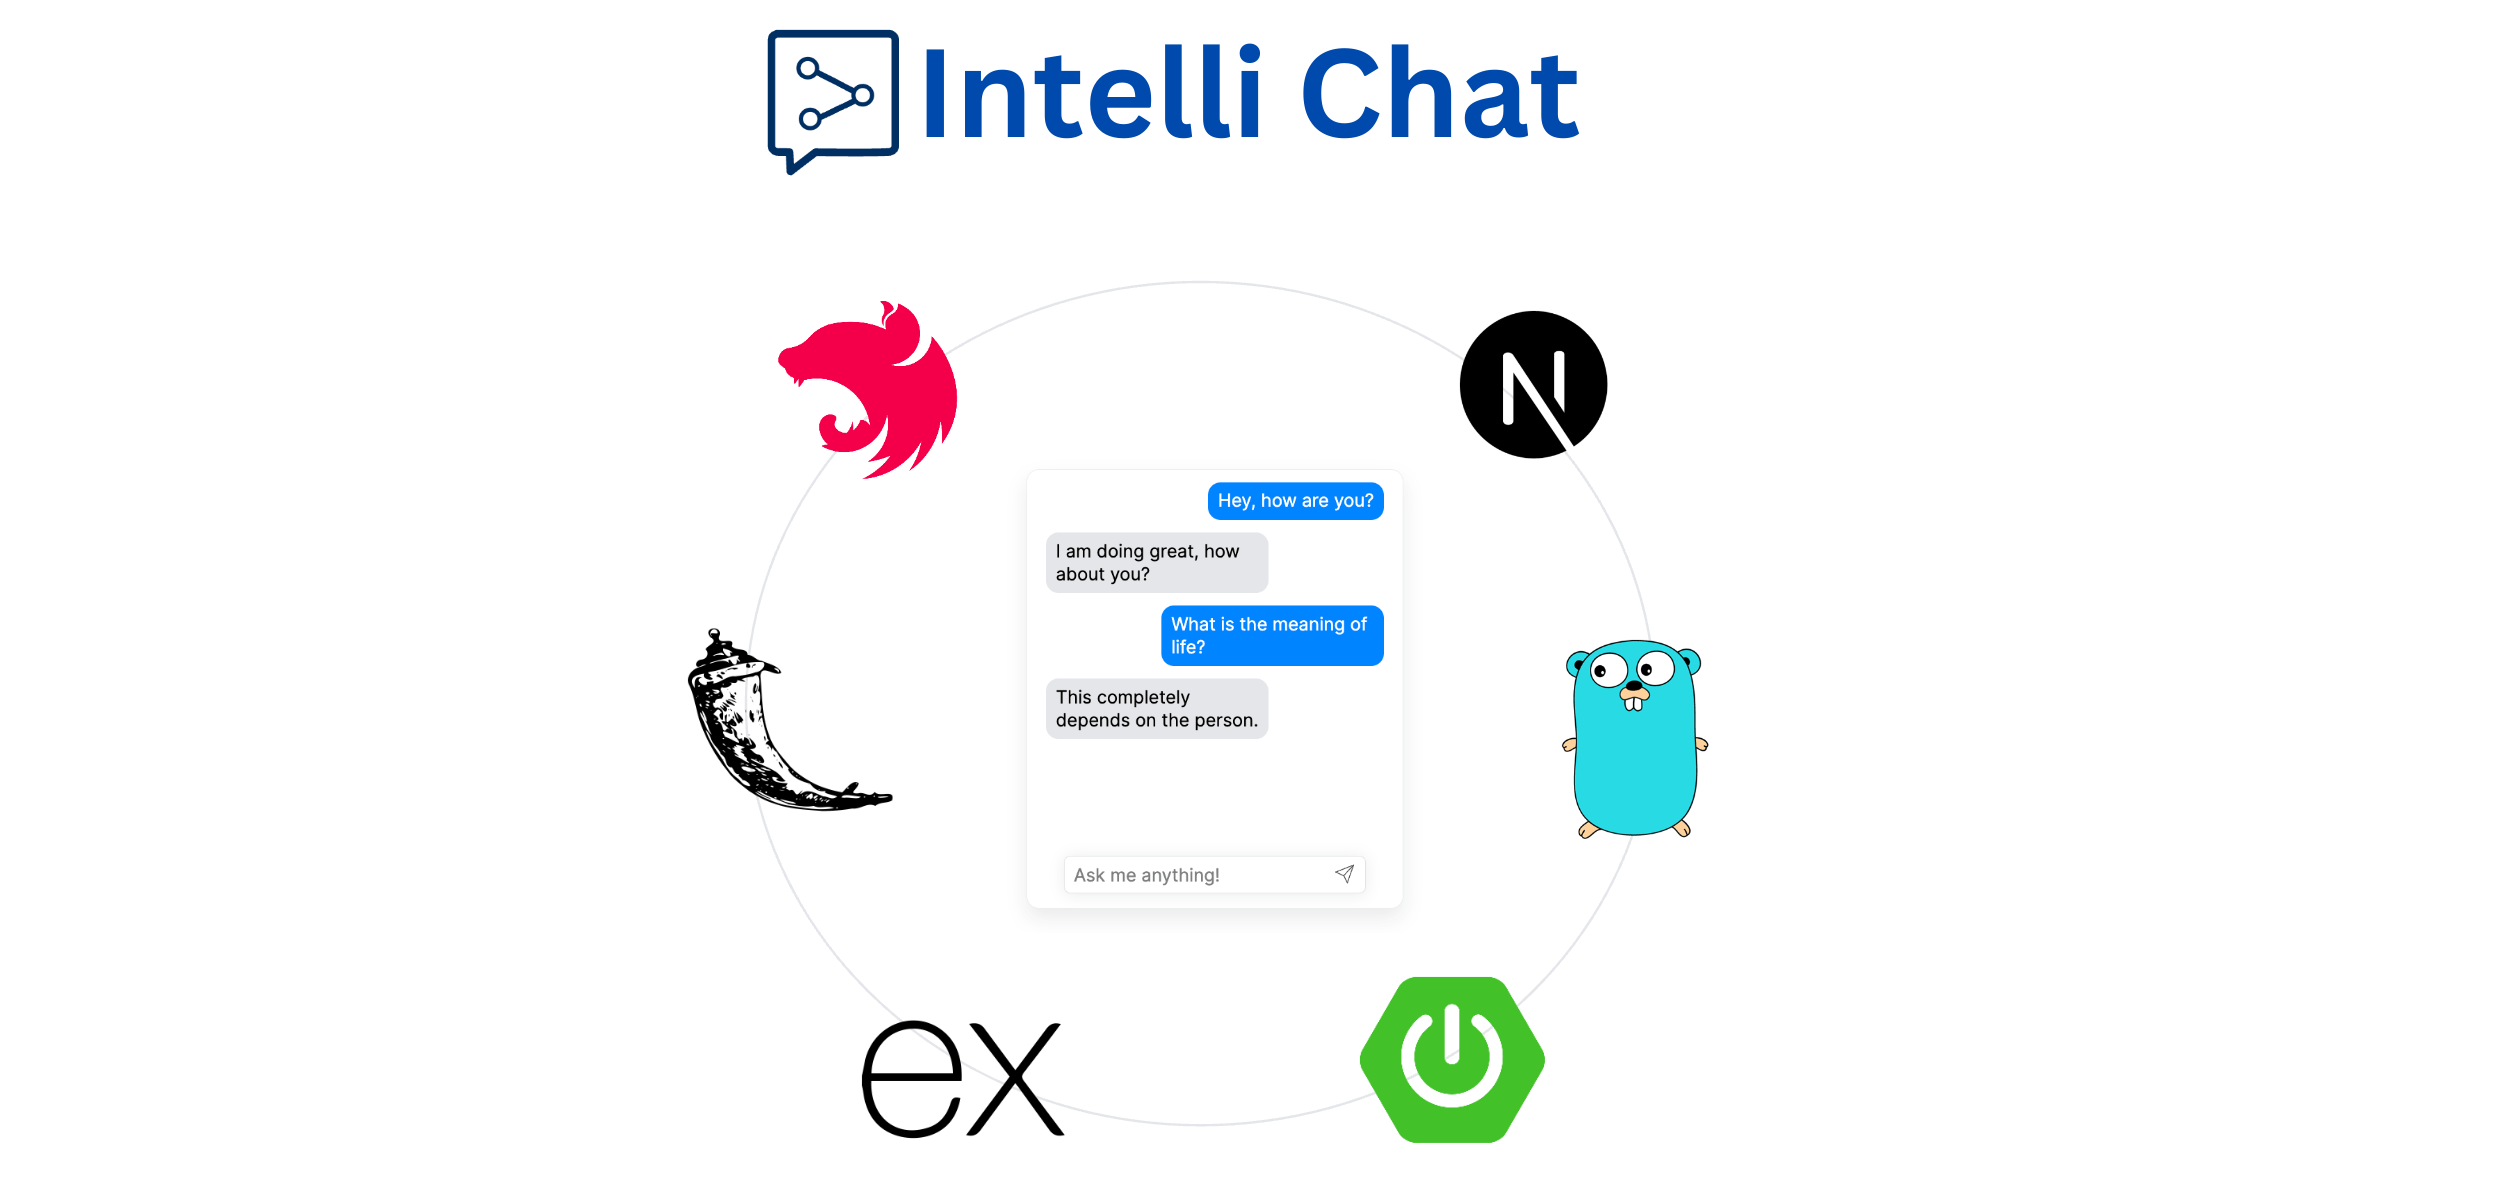 Intelli Chat
N
Hey, how are you?
I am doing great, how
about you?
What is the meaning of
life?
This completely
depends on the person.
Ask me anything!
ex